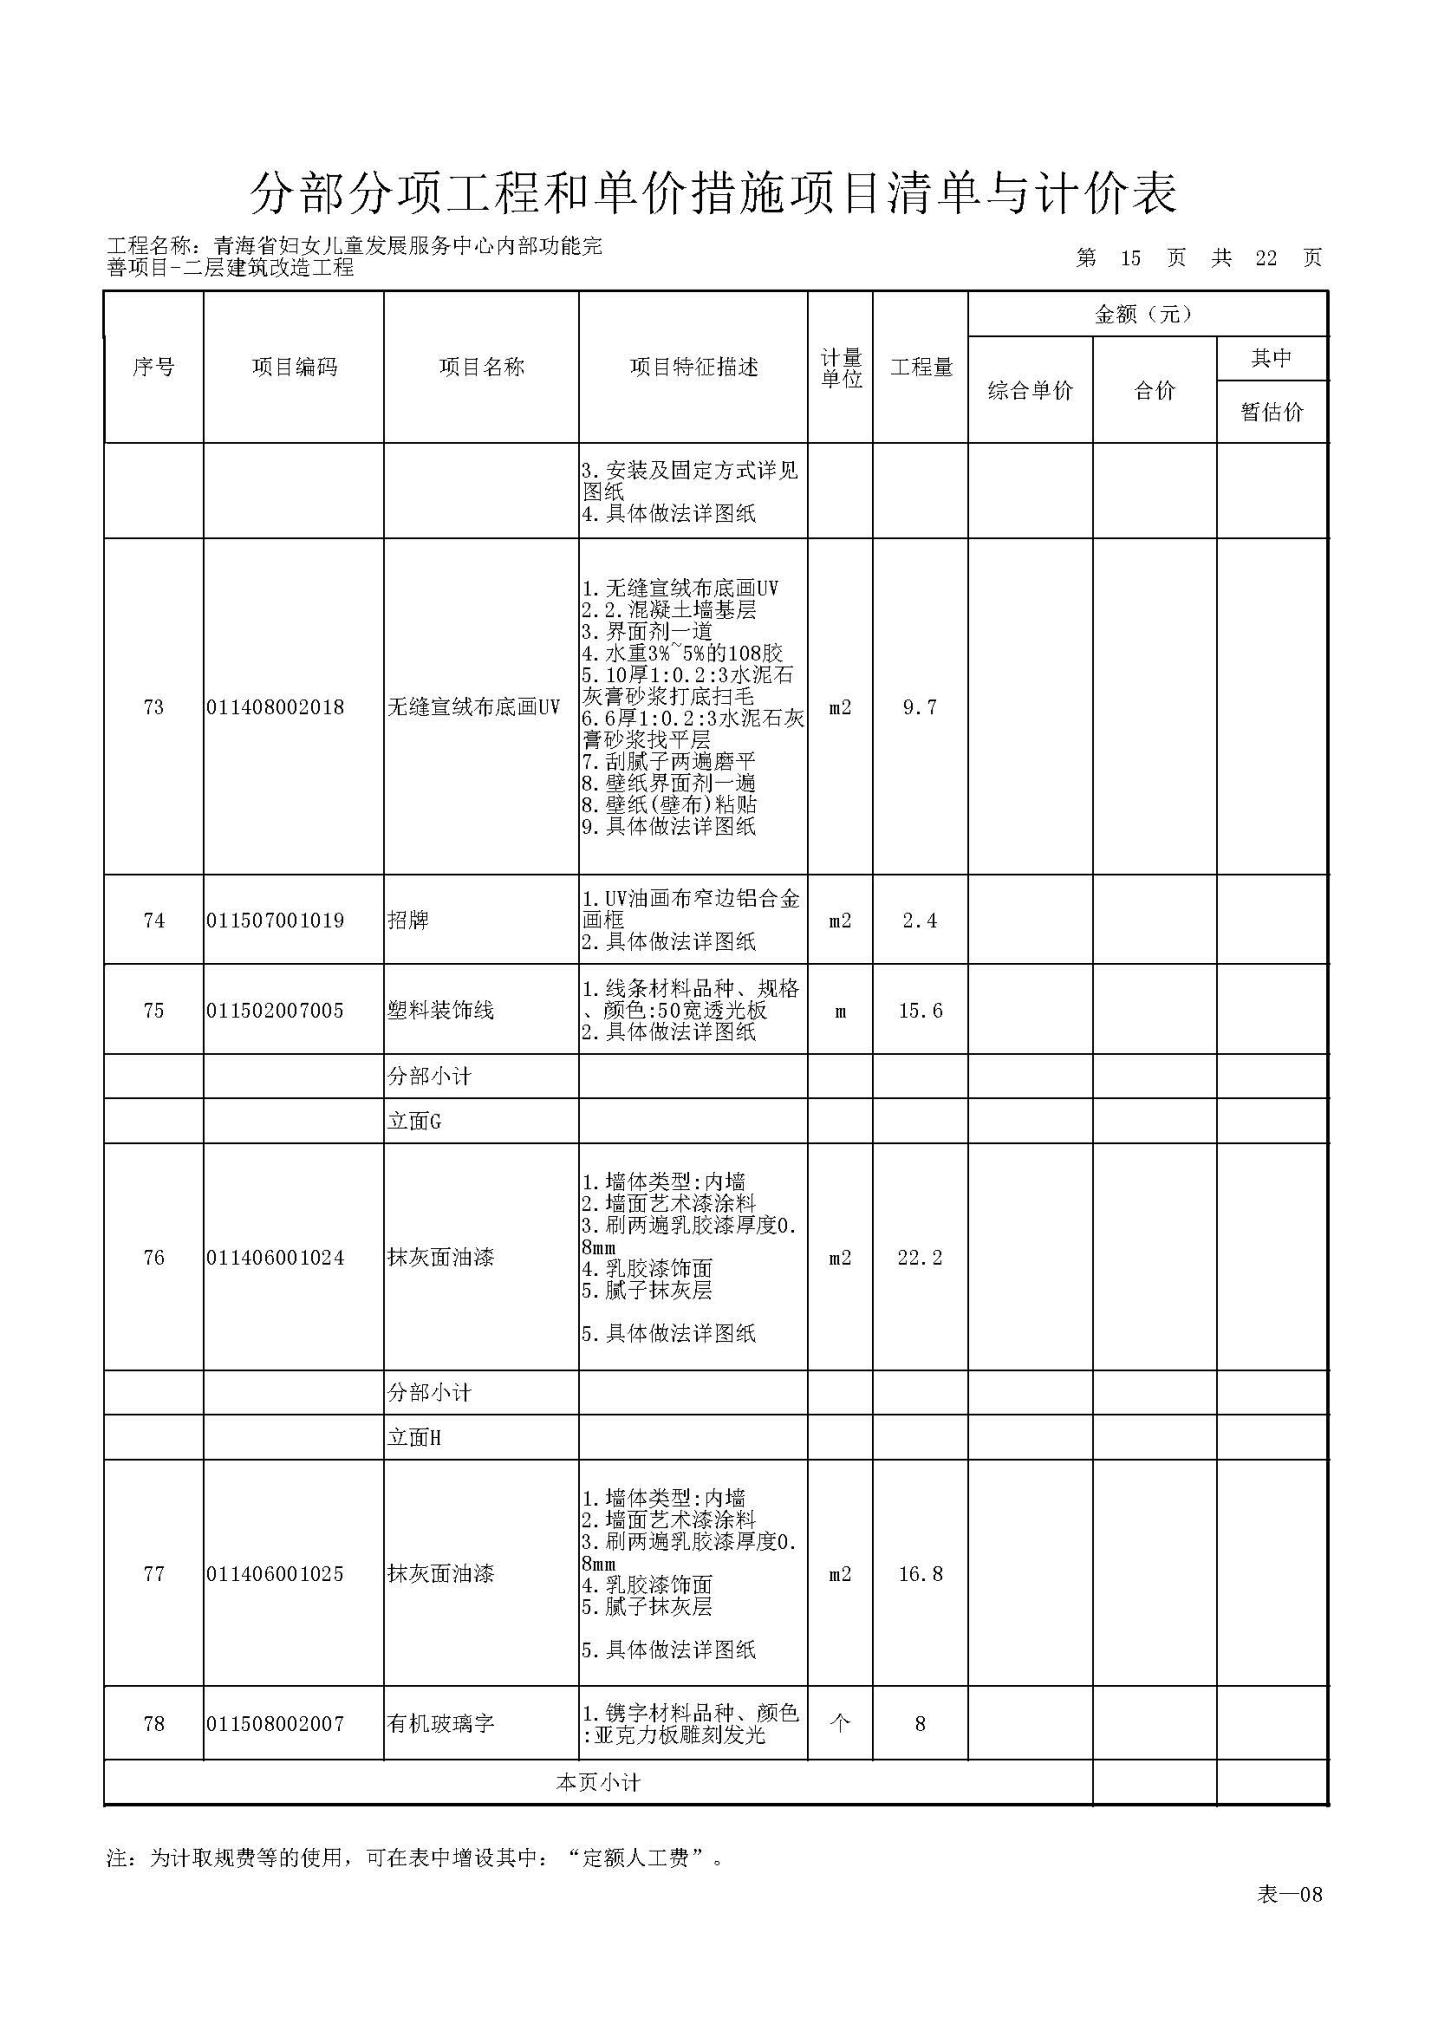 分部分项工程和单价措施项目清单与计价表
工程名称：青海省妇女儿童发展服务中心内部功能完
善项目-二层建筑改造工程
第 15 页 共 22 页
序号 项目编码 项目名称 项目特征描述 计量单位 工程量 金额（元）
综合单价 合价 其中
暂估价
3.安装及固定方式详见
图纸
4.具体做法详图纸
73 011408002018 无缝宣绒布底画UV
1.无缝宣绒布底画UV
2.2.混凝土墙基层
3.界面剂一道
4.水重3%~5%的108胶
5.10厚1:0.2:3水泥石
灰膏砂浆打底扫毛
6.6厚1:0.2:3水泥石灰
膏砂浆找平层
7.刮腻子两遍磨平
8.壁纸界面剂一遍
8.壁纸(壁布)粘贴
9.具体做法详图纸
m2 9.7
74 011507001019 招牌
1.UV油画布窄边铝合金
画框
2.具体做法详图纸
m2 2.4
75 011502007005 塑料装饰线
1.线条材料品种、规格
、颜色:50宽透光板
2.具体做法详图纸
m 15.6
分部小计
立面G
76 011406001024 抹灰面油漆
1.墙体类型:内墙
2.墙面艺术漆涂料
3.刷两遍乳胶漆厚度0.
8mm
4.乳胶漆饰面
5.腻子抹灰层
5.具体做法详图纸
m2 22.2
分部小计
立面H
77 011406001025 抹灰面油漆
1.墙体类型:内墙
2.墙面艺术漆涂料
3.刷两遍乳胶漆厚度0.
8mm
4.乳胶漆饰面
5.腻子抹灰层
5.具体做法详图纸
m2 16.8
78 011508002007 有机玻璃字
1.镌字材料品种、颜色
:亚克力板雕刻发光
个 8
本页小计
注：为计取规费等的使用，可在表中增设其中：“定额人工费”。
表—08